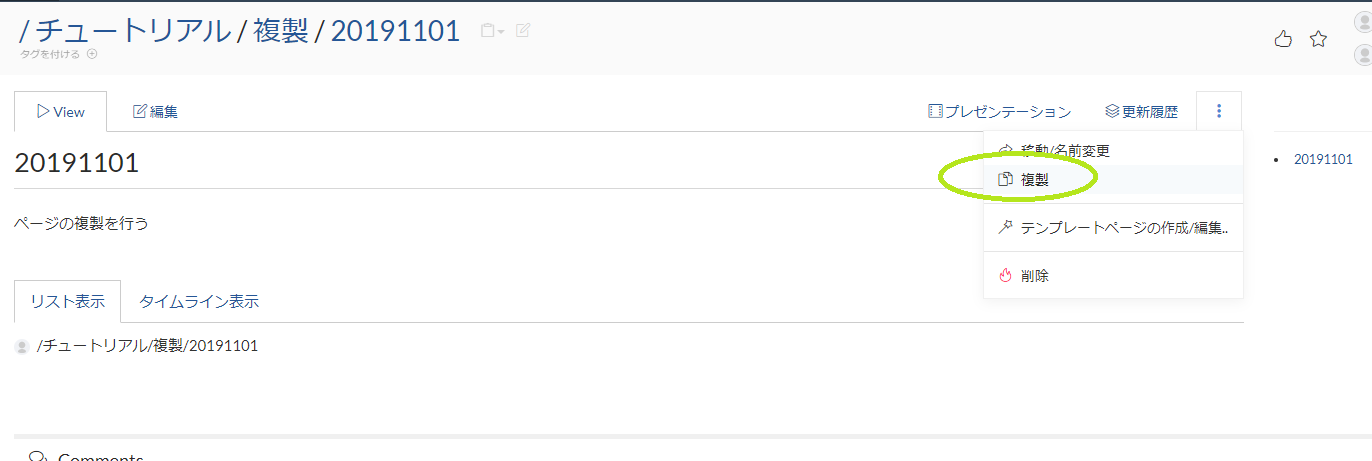 / チュートリアル / 複製 / 20191101
タグを付ける
View 編集 プレゼンテーション 更新履歴
移動/名前変更
複製
テンプレートページの作成/編集..
削除
20191101
20191101
ページの複製を行う
リスト表示 タイムライン表示
/チュートリアル/複製/20191101
Comments